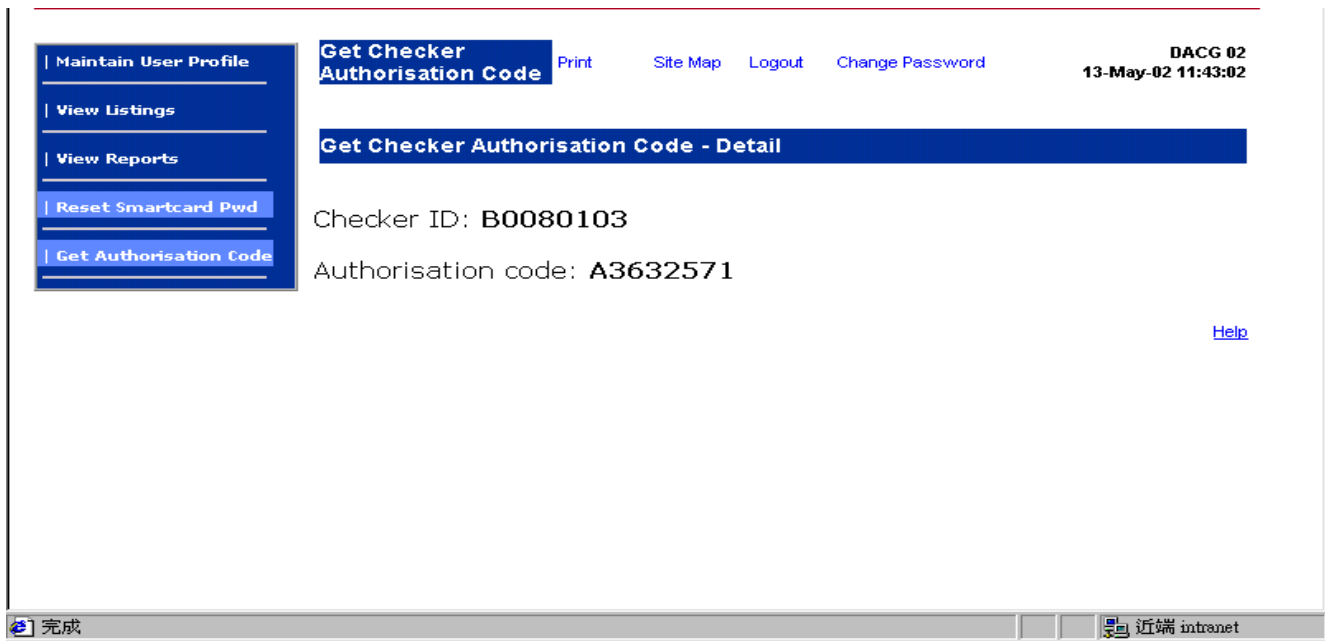 | Maintain User Profile
| View Listings
| View Reports
| Reset Smartcard Pwd
| Get Authorisation Code
Get Checker
Authorisation Code
Print Site Map Logout Change Password
DACG 02
13-May-02 11:43:02
Get Checker Authorisation Code - Detail
Checker ID: B0080103
Authorisation code: A3632571
Help
完成
近端 intranet